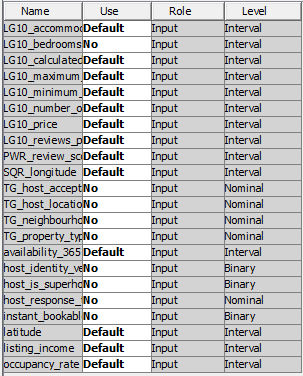 Name Use Role Level
LG10_accommod Default Input Interval
LG10_bedrooms No Input Interval
LG10_calculated Default Input Interval
LG10_maximum_ Default Input Interval
LG10_minimum_ Default Input Interval
LG10_number_o Default Input Interval
LG10_price Default Input Interval
LG10_reviews_p Default Input Interval
PWR_review_sco Default Input Interval
SQR_longitude Default Input Interval
TG_host_accept No Input Nominal
TG_host_locatio No Input Nominal
TG_neighbourho No Input Nominal
TG_property_typ No Input Nominal
availability_365 Default Input Interval
host_identity_ve No Input Binary
host_is_superho No Input Binary
host_response_t No Input Nominal
instant_bookabl No Input Binary
latitude Default Input Interval
listing_income Default Input Interval
occupancy_rate Default Input Interval